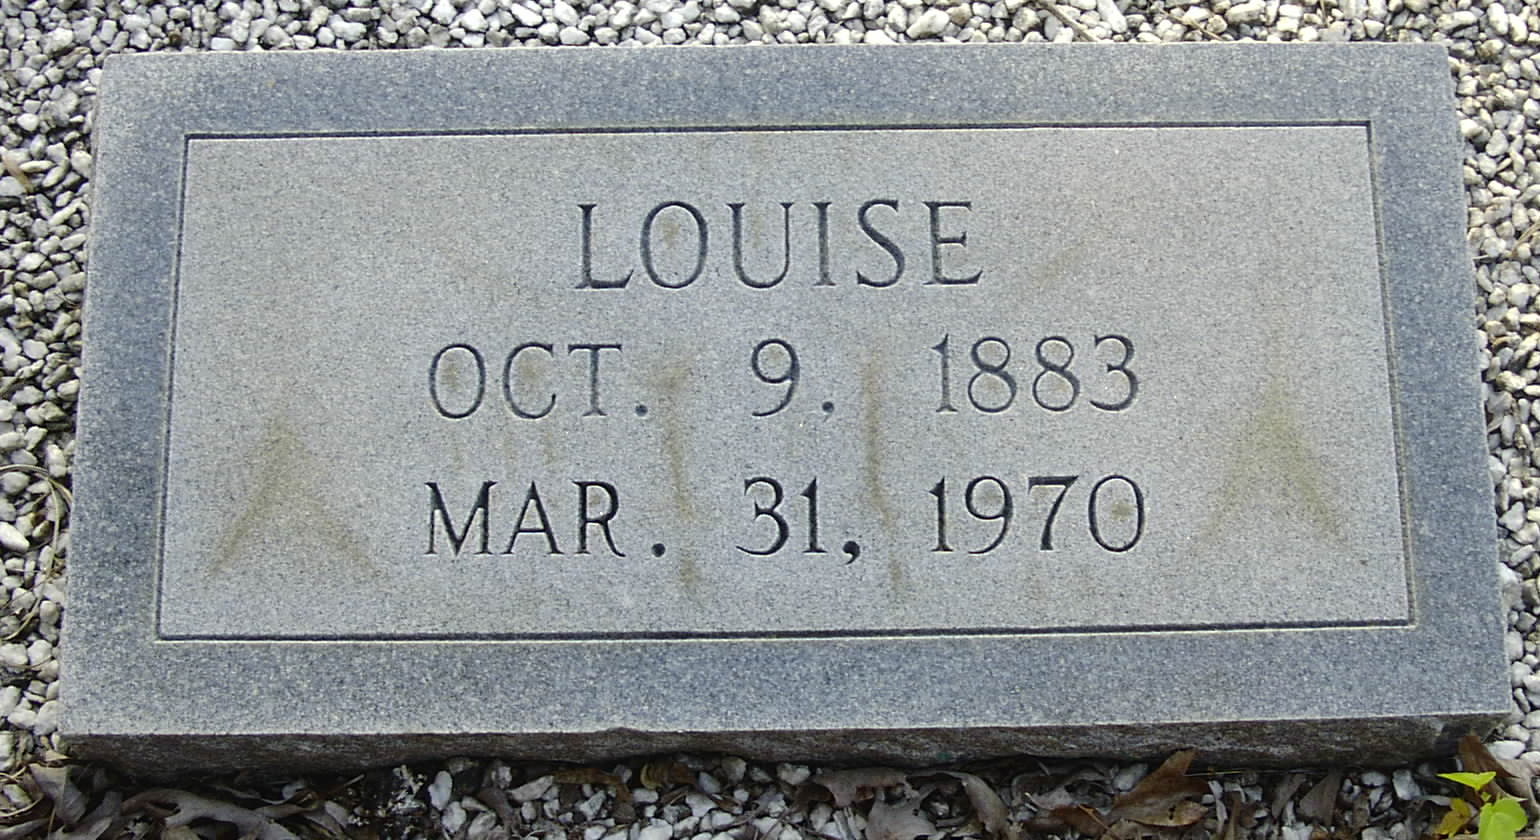 LOUISE
OCT. 9. 1883
MAR. 31, 1970